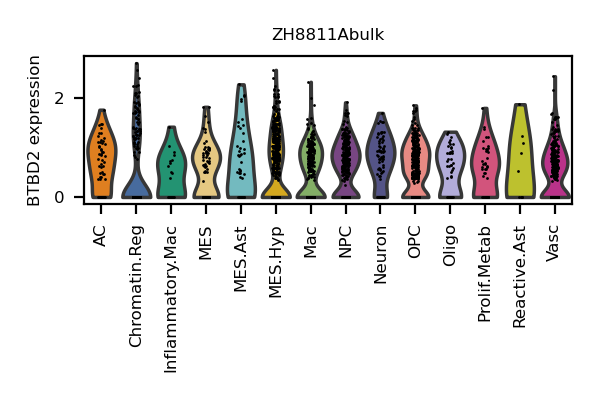 ZH8811Abulk
BTBD2 expression
2
0
AC
Chromatin.Reg
Inflammatory.Mac
MES
MES.Ast
MES.Hyp
Mac
NPC
Neuron
OPC
Oligo
Prolif.Metab
Reactive.Ast
Vasc